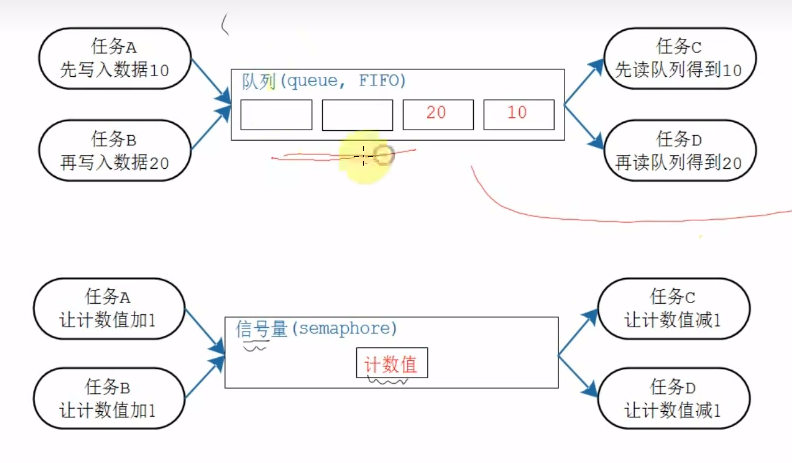 任务A
先写入数据10
任务B
再写入数据20
队列(queue, FIFO)
20
10
任务C
先读队列得到10
任务D
再读队列得到20
任务A
让计数值加1
任务B
让计数值加1
信号量(semaphore)
计数值
任务C
让计数值减1
任务D
让计数值减1